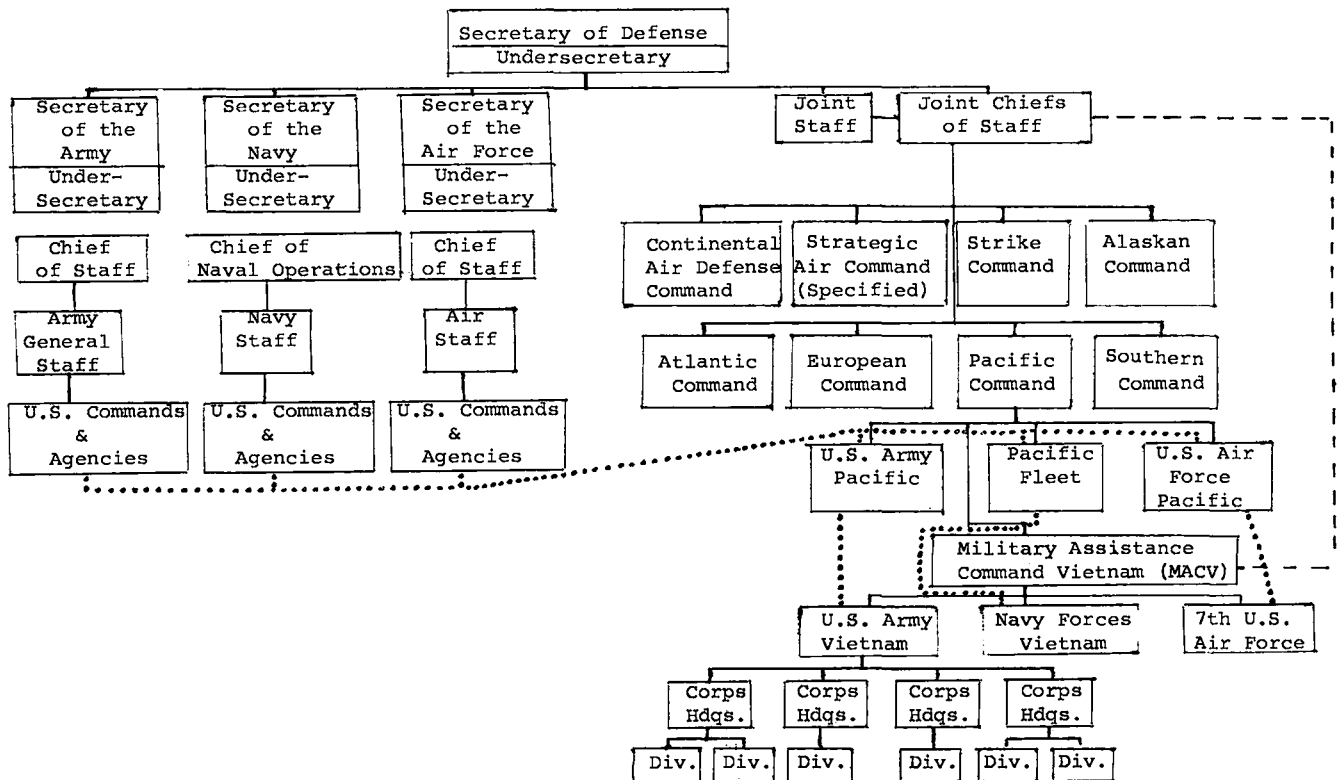 Secretary of Defense
Undersecretary
Secretary
of the
Army
Under-
Secretary
Secretary
of the
Navy
Under-
Secretary
Secretary
of the
Air Force
Under-
Secretary
Joint
Staff
Joint Chiefs
of Staff
Chief
of Staff
Chief of
Naval Operations
Chief
of Staff
Army
General
Staff
Navy
Staff
Air
Staff
U.S. Commands
&
Agencies
U.S. Commands
&
Agencies
U.S. Commands
&
Agencies
Continental
Air Defense
Command
Strategic
Air Command
(Specified)
Strike
Command
Alaskan
Command
Atlantic
Command
European
Command
Pacific
Command
Southern
Command
U.S. Army
Pacific
Pacific
Fleet
U.S. Air
Force
Pacific
Military Assistance
Command Vietnam (MACV)
U.S. Army
Vietnam
Navy Forces
Vietnam
7th U.S.
Air Force
Corps
Hdqs.
Corps
Hdqs.
Corps
Hdqs.
Corps
Hdqs.
Div.
Div.
Div.
Div.
Div.
Div.